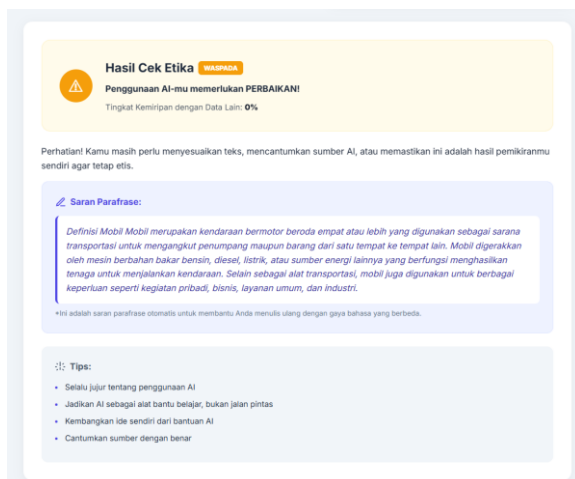 Hasil Cek Etika WASPADA
Penggunaan AI-mu memerlukan PERBAIKAN!
Tingkat Kemiripan dengan Data Lain: 0%
Perhatian! Kamu masih perlu menyesuaikan teks, mencantumkan sumber AI, atau memastikan ini adalah hasil pemikiranmu
sendiri agar tetap etis.
Saran Parafrase:
Definisi Mobil Mobil merupakan kendaraan bermotor beroda empat atau lebih yang digunakan sebagai sarana
transportasi untuk mengangkut penumpang maupun barang dari satu tempat ke tempat lain. Mobil digerakkan
oleh mesin berbahan bakar bensin, diesel, listrik, atau sumber energi lainnya yang berfungsi menghasilkan
tenaga untuk menjalankan kendaraan. Selain sebagai alat transportasi, mobil juga digunakan untuk berbagai
keperluan seperti kegiatan pribadi, bisnis, layanan umum, dan industri.
*Ini adalah saran parafrase otomatis untuk membantu Anda menulis ulang dengan gaya bahasa yang berbeda.
Tips:
• Selalu jujur tentang penggunaan AI
• Jadikan AI sebagai alat bantu belajar, bukan jalan pintas
• Kembangkan ide sendiri dari bantuan AI
• Cantumkan sumber dengan benar